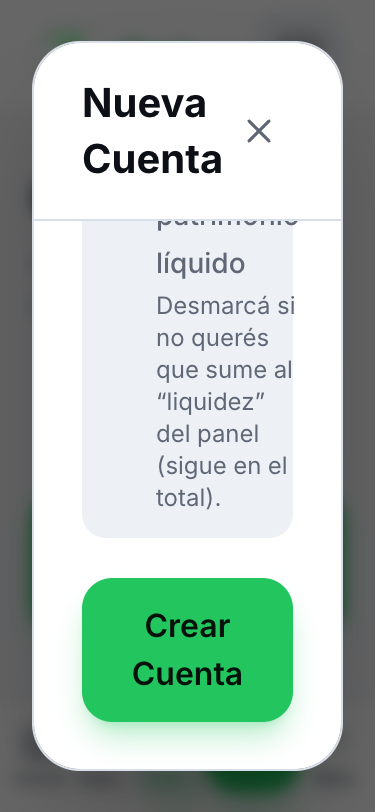 Nueva
Cuenta
patrimonio
líquido
Desmarcá si
no querés
que sume al
“liquidez”
del panel
(sigue en el
total).
Crear
Cuenta